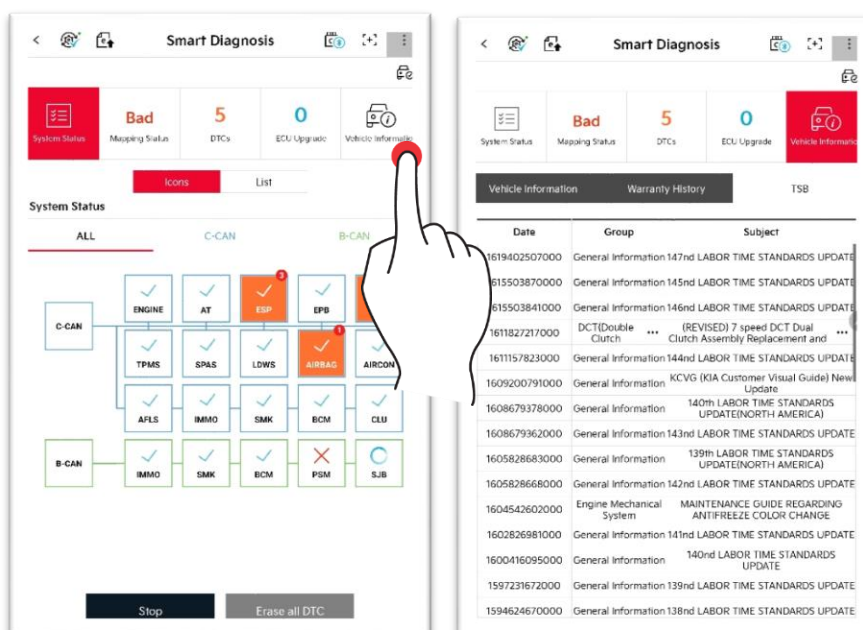 Smart Diagnosis
System Status
Bad
Mapping Status
5
DTCs
0
ECU Upgrade
Vehicle Informatio
Icons
List
System Status
ALL
C-CAN
B-CAN
C-CAN
ENGINE
AT
3
ESP
EPB
TPMS
SPAS
LDWS
1
AIRBAG
AIRCON
AFLS
IMMO
SMK
BCM
CLU
B-CAN
IMMO
SMK
BCM
PSM
SJB
Stop
Erase all DTC
Smart Diagnosis
System Status
Bad
Mapping Status
5
DTCs
0
ECU Upgrade
Vehicle Informatio
Vehicle Information
Warranty History
TSB
Date Group Subject
1619402507000 General Information 147nd LABOR TIME STANDARDS UPDATE
615503870000 General Information 145nd LABOR TIME STANDARDS UPDATE
615503841000 General Information 146nd LABOR TIME STANDARDS UPDATE
1611827217000 DCT(Double Clutch ... (REVISED) 7 speed DCT Dual Clutch Assembly Replacement and ...
1611157823000 General Information 144nd LABOR TIME STANDARDS UPDATE
1609200791000 General Information KCVG (KIA Customer Visual Guide) New Update
1608679378000 General Information 140th LABOR TIME STANDARDS UPDATE(NORTH AMERICA)
1608679362000 General Information 143nd LABOR TIME STANDARDS UPDATE
1605828683000 General Information 139th LABOR TIME STANDARDS UPDATE(NORTH AMERICA)
1605828668000 General Information 142nd LABOR TIME STANDARDS UPDATE
1604542602000 Engine Mechanical System MAINTENANCE GUIDE REGARDING ANTIFREEZE COLOR CHANGE
1602826981000 General Information 141nd LABOR TIME STANDARDS UPDATE
1600416095000 General Information 140nd LABOR TIME STANDARDS UPDATE
1597231672000 General Information 139nd LABOR TIME STANDARDS UPDATE
1594624670000 General Information 138nd LABOR TIME STANDARDS UPDATE